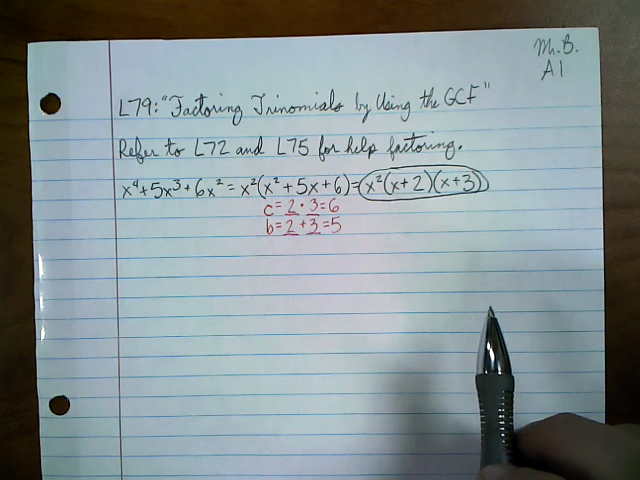 Mr. B.
A1
L79: "Factoring Trinomials by Using the GCF"
Refer to L72 and L75 for help factoring.
x⁴+5x³+6x²=x²(x²+5x+6)=x²(x+2)(x+3)
c=2·3=6
b=2+3=5